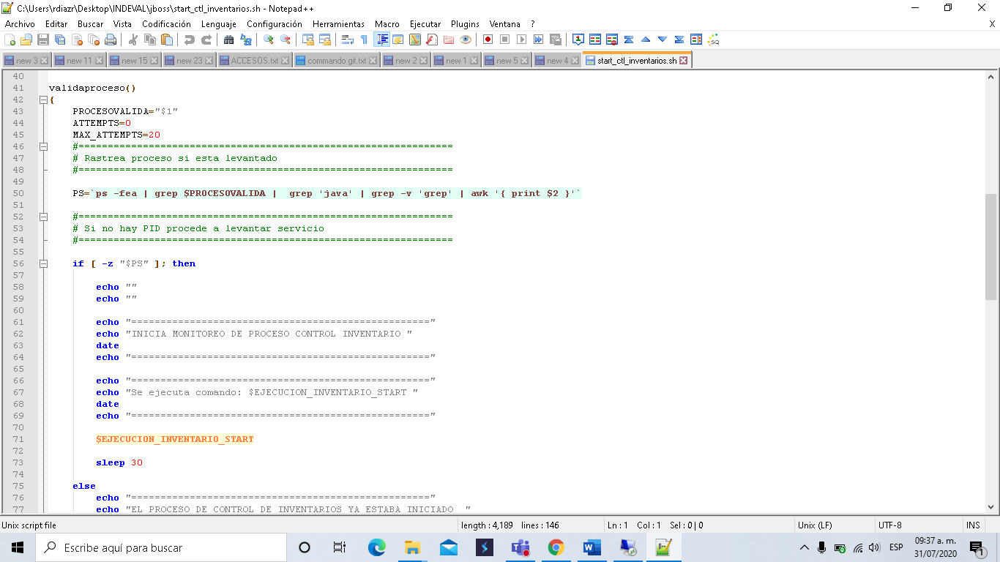 C:\Users\rdiazr\Desktop\INDEVAL\jboss\start_ctl_inventarios.sh - Notepad++
Archivo Editar Buscar Vista Codificación Lenguaje Configuración Herramientas Macro Ejecutar Plugins Ventana ? X
new 3 new 11 new 15 new 23 ACCESOS.txt commando git.txt new 2 new 1 new 5 new 4 start_ctl_inventarios.sh
40
41 validaproceso()
42 {
43 PROCESOVALIDA="$1"
44 ATTEMPTS=0
45 MAX_ATTEMPTS=20
46 #================================================================
47 # Rastrea proceso si esta levantado
48 #================================================================
49
50 PS=`ps -fea | grep $PROCESOVALIDA |  grep 'java' | grep -v 'grep' | awk '{ print $2 }'`
51
52 #================================================================
53 # Si no hay PID procede a levantar servicio
54 #================================================================
55
56 if [ -z "$PS" ]; then
57
58 echo ""
59 echo ""
60
61 echo "==================================================="
62 echo "INICIA MONITOREO DE PROCESO CONTROL INVENTARIO "
63 date
64 echo "==================================================="
65
66 echo "==================================================="
67 echo "Se ejecuta comando: $EJECUCION_INVENTARIO_START "
68 date
69 echo "==================================================="
70
71 $EJECUCION_INVENTARIO_START
72
73 sleep 30
74
75 else
76 echo "==================================================="
77 echo "EL PROCESO DE CONTROL DE INVENTARIOS YA ESTABA INICIADO  "
Unix script file length : 4,189 lines : 146 Ln : 1 Col : 1 Sel : 0 | 0 Unix (LF) UTF-8 INS
Escribe aquí para buscar
ESP
09:37 a. m.
31/07/2020
1